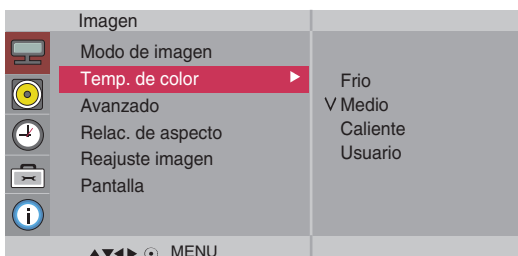 Imagen
Modo de imagen
Temp. de color
Avanzado
Relac. de aspecto
Reajuste imagen
Pantalla
Frio
Medio
Caliente
Usuario
MENU